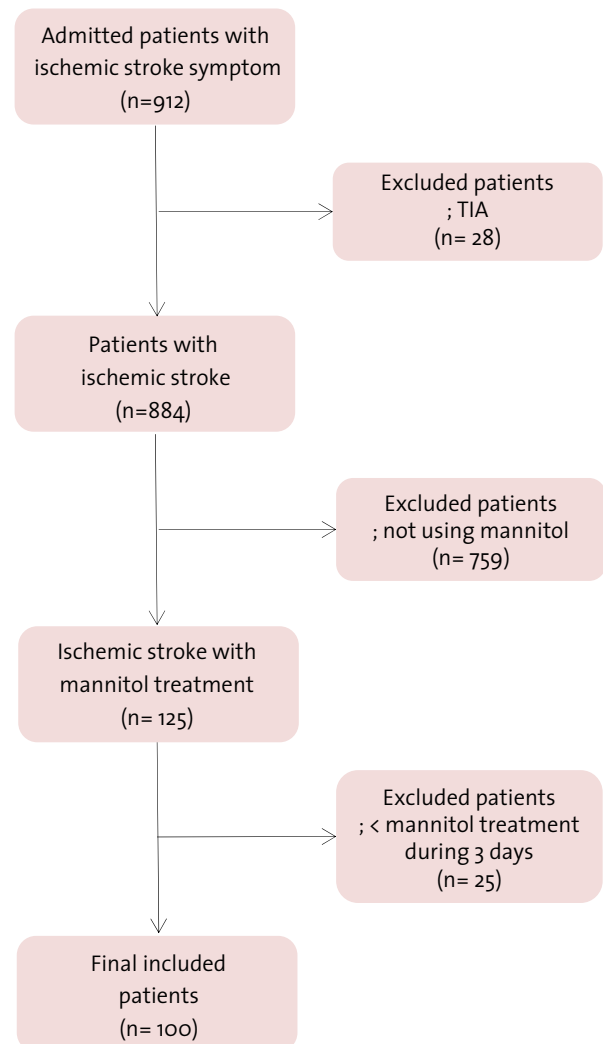 Admitted patients with
ischemic stroke symptom
(n=912)
Excluded patients
; TIA
(n= 28)
Patients with
ischemic stroke
(n=884)
Excluded patients
; not using mannitol
(n= 759)
Ischemic stroke with
mannitol treatment
(n= 125)
Excluded patients
; < mannitol treatment
during 3 days
(n= 25)
Final included
patients
(n= 100)